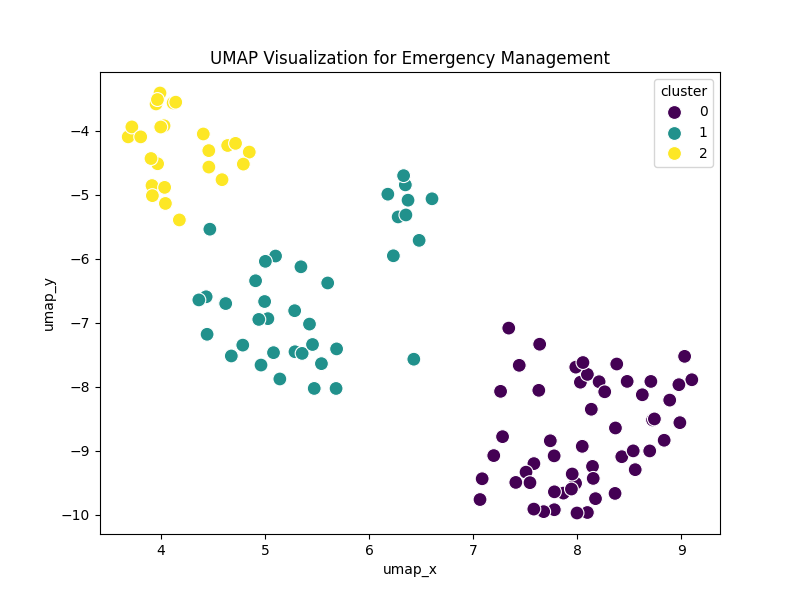 UMAP Visualization for Emergency Management
cluster
0
1
2
−4
−5
−6
−7
−8
−9
−10
umap_y
4 5 6 7 8 9
umap_x